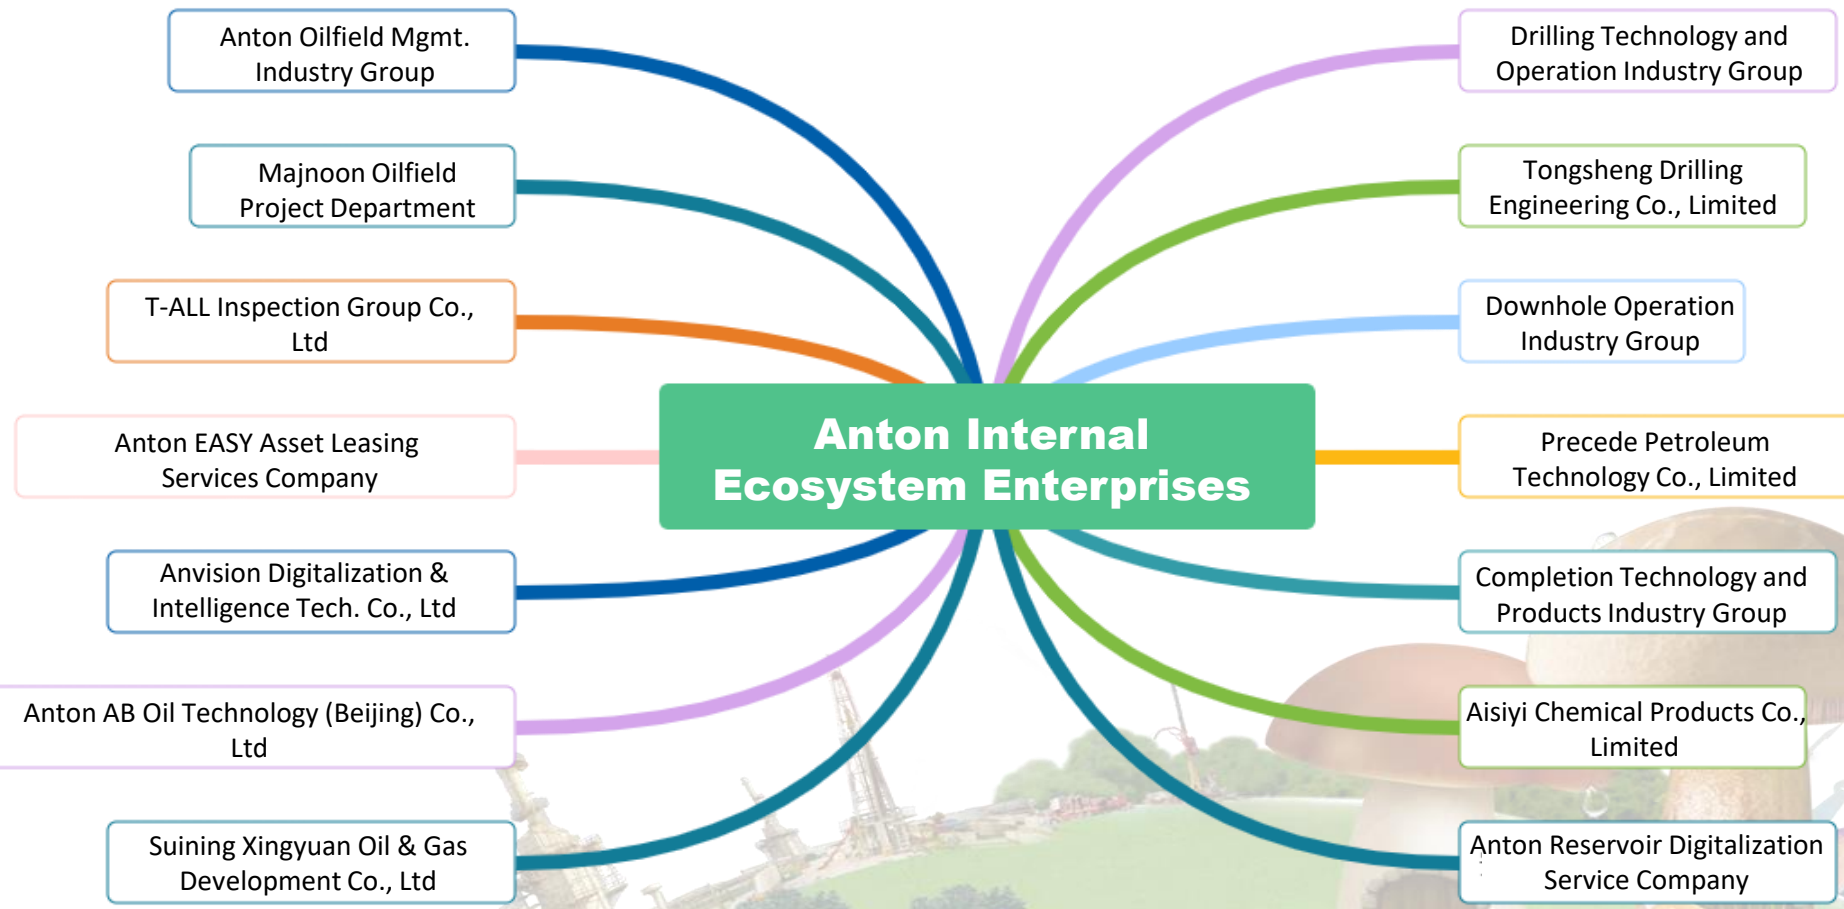 Anton Oilfield Mgmt.
Industry Group
Majnoon Oilfield
Project Department
T-ALL Inspection Group Co.,
Ltd
Anton EASY Asset Leasing
Services Company
Anvision Digitalization &
Intelligence Tech. Co., Ltd
Anton AB Oil Technology (Beijing) Co.,
Ltd
Suining Xingyuan Oil & Gas
Development Co., Ltd
Anton Internal
Ecosystem Enterprises
Drilling Technology and
Operation Industry Group
Tongsheng Drilling
Engineering Co., Limited
Downhole Operation
Industry Group
Precede Petroleum
Technology Co., Limited
Completion Technology and
Products Industry Group
Aisiyi Chemical Products Co.,
Limited
Anton Reservoir Digitalization
Service Company